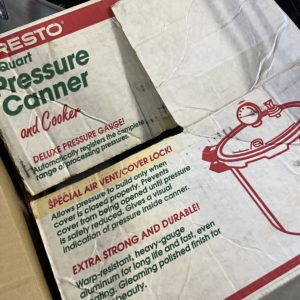 RESTO
Quart
Pressure
Canner
and Cooker
DELUXE PRESSURE GAUGE!
Automatically registers the complete
range of processing pressures.
SPECIAL AIR VENT/COVER LOCK!
Allows pressure to build only when
cover is closed properly. Prevents
cover from being opened until pressure
is safely reduced. Gives a visual
indication of pressure inside canner.
EXTRA STRONG AND DURABLE!
Warp-resistant, heavy-gauge
aluminum for long life and fast, even
heating. Gleaming polished finish for
beauty.